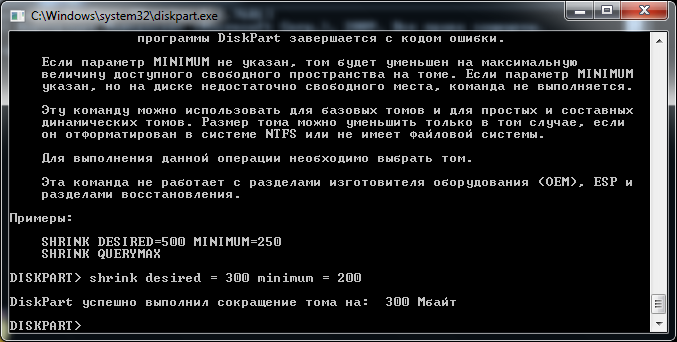 C:\Windows\system32\diskpart.exe
программы DiskPart завершается с кодом ошибки.
Если параметр MINIMUM не указан, том будет уменьшен на максимальную
величину доступного свободного пространства на томе. Если параметр MINIMUM
указан, но на диске недостаточно свободного места, команда не выполняется.
Эту команду можно использовать для базовых томов и для простых и составных
динамических томов. Размер тома можно уменьшить только в том случае, если
он отформатирован в системе NTFS или не имеет файловой системы.
Для выполнения данной операции необходимо выбрать том.
Эта команда не работает с разделами изготовителя оборудования (OEM), ESP и
разделами восстановления.
Примеры:
SHRINK DESIRED=500 MINIMUM=250
SHRINK QUERYMAX
DISKPART> shrink desired = 300 minimum = 200
DiskPart успешно выполнил сокращение тома на:  300 Мбайт
DISKPART>